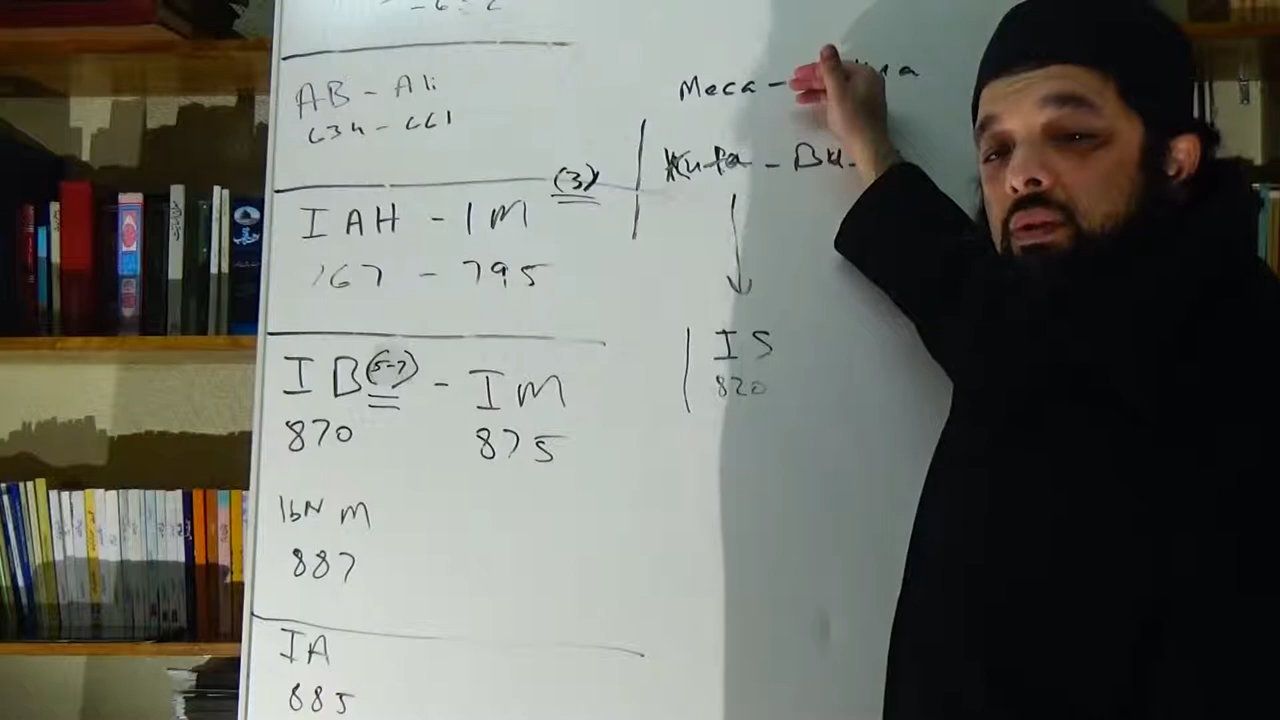 AB - Ali
634 - 661
(3)
IAH - IM
767 - 795
IB (5-7) - IM
870 875
IbN M
887
IA
885
Meca -
Kufa -
IS
820